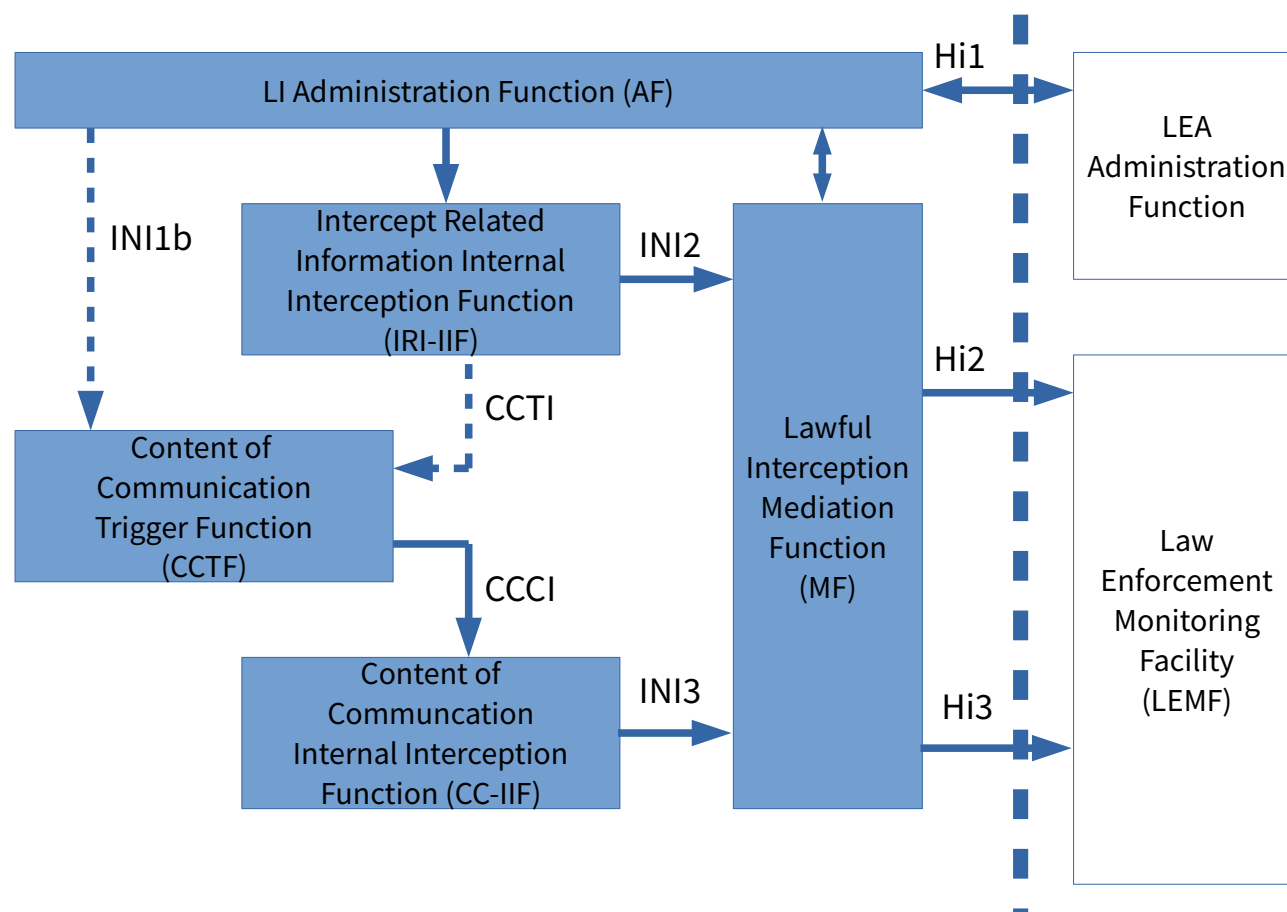 Hi1
LI Administration Function (AF)
LEA
Administration
Function
INI1b
Intercept Related
Information Internal
Interception Function
(IRI-IIF)
INI2
CCTI
Hi2
Content of
Communication
Trigger Function
(CCTF)
Lawful
Interception
Mediation
Function
(MF)
CCCI
Law
Enforcement
Monitoring
Facility
(LEMF)
Content of
Communcation
Internal Interception
Function (CC-IIF)
INI3
Hi3